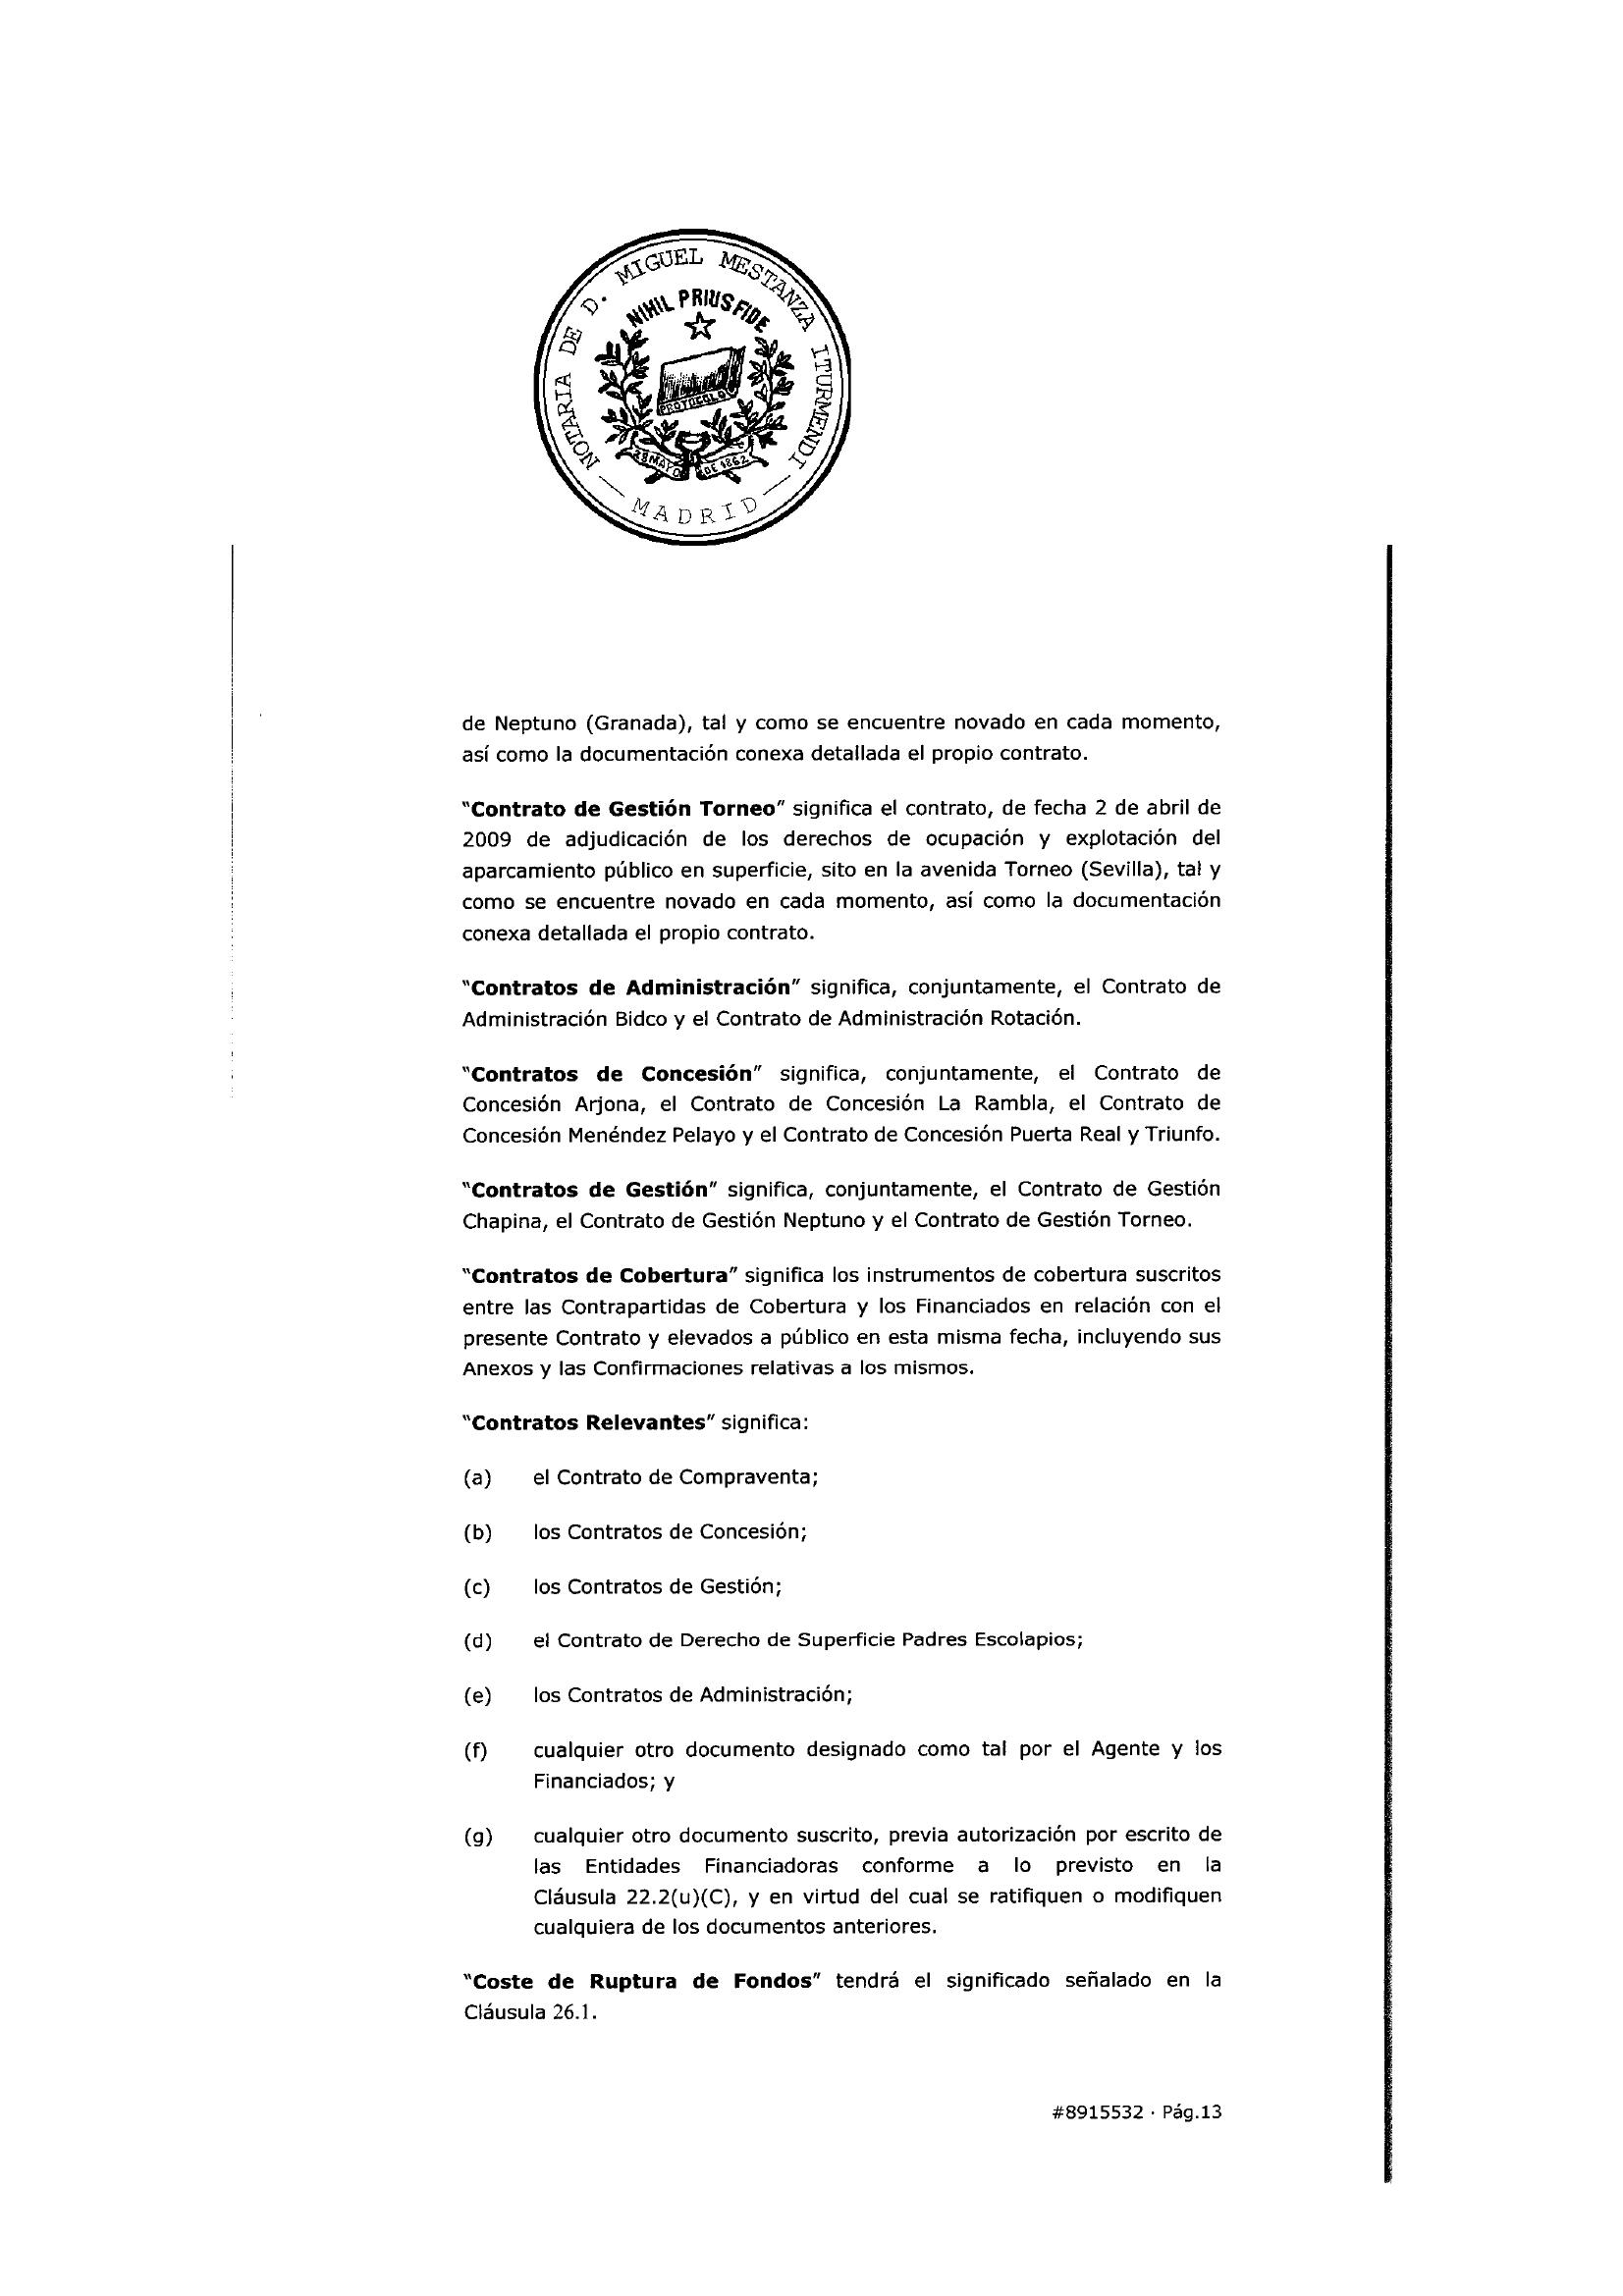 NOTARIA DE D. MIGUEL MESTANZA ITURMENDI
NIHIL PRIUS FIDE
PROTOCOLO
28 MAYO DE 1862
MADRID
de Neptuno (Granada), tal y como se encuentre novado en cada momento,
así como la documentación conexa detallada el propio contrato.
"Contrato de Gestión Torneo" significa el contrato, de fecha 2 de abril de
2009 de adjudicación de los derechos de ocupación y explotación del
aparcamiento público en superficie, sito en la avenida Torneo (Sevilla), tal y
como se encuentre novado en cada momento, así como la documentación
conexa detallada el propio contrato.
"Contratos de Administración" significa, conjuntamente, el Contrato de
Administración Bidco y el Contrato de Administración Rotación.
"Contratos de Concesión" significa, conjuntamente, el Contrato de
Concesión Arjona, el Contrato de Concesión La Rambla, el Contrato de
Concesión Menéndez Pelayo y el Contrato de Concesión Puerta Real y Triunfo.
"Contratos de Gestión" significa, conjuntamente, el Contrato de Gestión
Chapina, el Contrato de Gestión Neptuno y el Contrato de Gestión Torneo.
"Contratos de Cobertura" significa los instrumentos de cobertura suscritos
entre las Contrapartidas de Cobertura y los Financiados en relación con el
presente Contrato y elevados a público en esta misma fecha, incluyendo sus
Anexos y las Confirmaciones relativas a los mismos.
"Contratos Relevantes" significa:
(a) el Contrato de Compraventa;
(b) los Contratos de Concesión;
(c) los Contratos de Gestión;
(d) el Contrato de Derecho de Superficie Padres Escolapios;
(e) los Contratos de Administración;
(f) cualquier otro documento designado como tal por el Agente y los
Financiados; y
(g) cualquier otro documento suscrito, previa autorización por escrito de
las Entidades Financiadoras conforme a lo previsto en la
Cláusula 22.2(u)(C), y en virtud del cual se ratifiquen o modifiquen
cualquiera de los documentos anteriores.
"Coste de Ruptura de Fondos" tendrá el significado señalado en la
Cláusula 26.1.
#8915532 · Pág.13